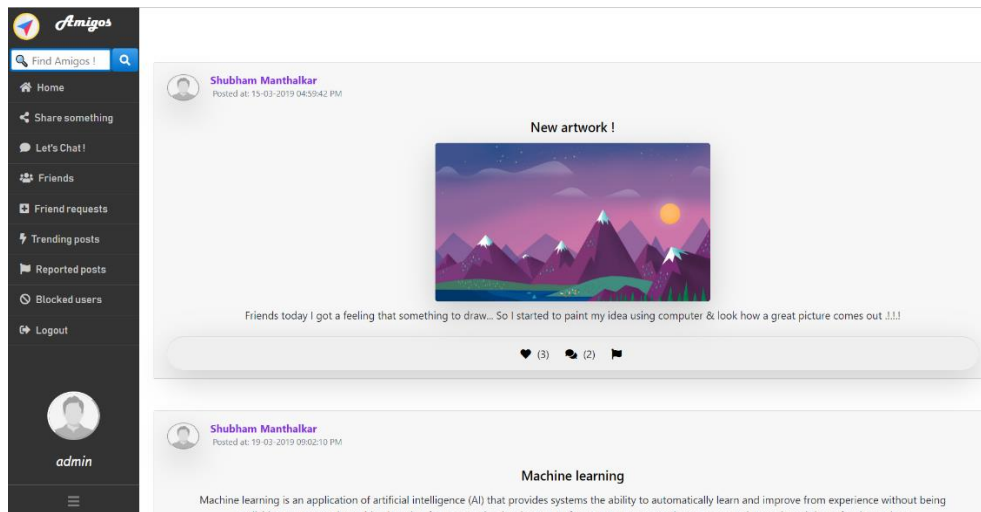 Amigos
Find Amigos !
Home
Share something
Let's Chat !
Friends
Friend requests
Trending posts
Reported posts
Blocked users
Logout
admin
Shubham Manthalkar
Posted at: 15-03-2019 04:59:42 PM
New artwork !
Friends today I got a feeling that something to draw... So I started to paint my idea using computer & look how a great picture comes out .!.!.!
(3) (2)
Shubham Manthalkar
Posted at: 19-03-2019 09:02:10 PM
Machine learning
Machine learning is an application of artificial intelligence (AI) that provides systems the ability to automatically learn and improve from experience without being